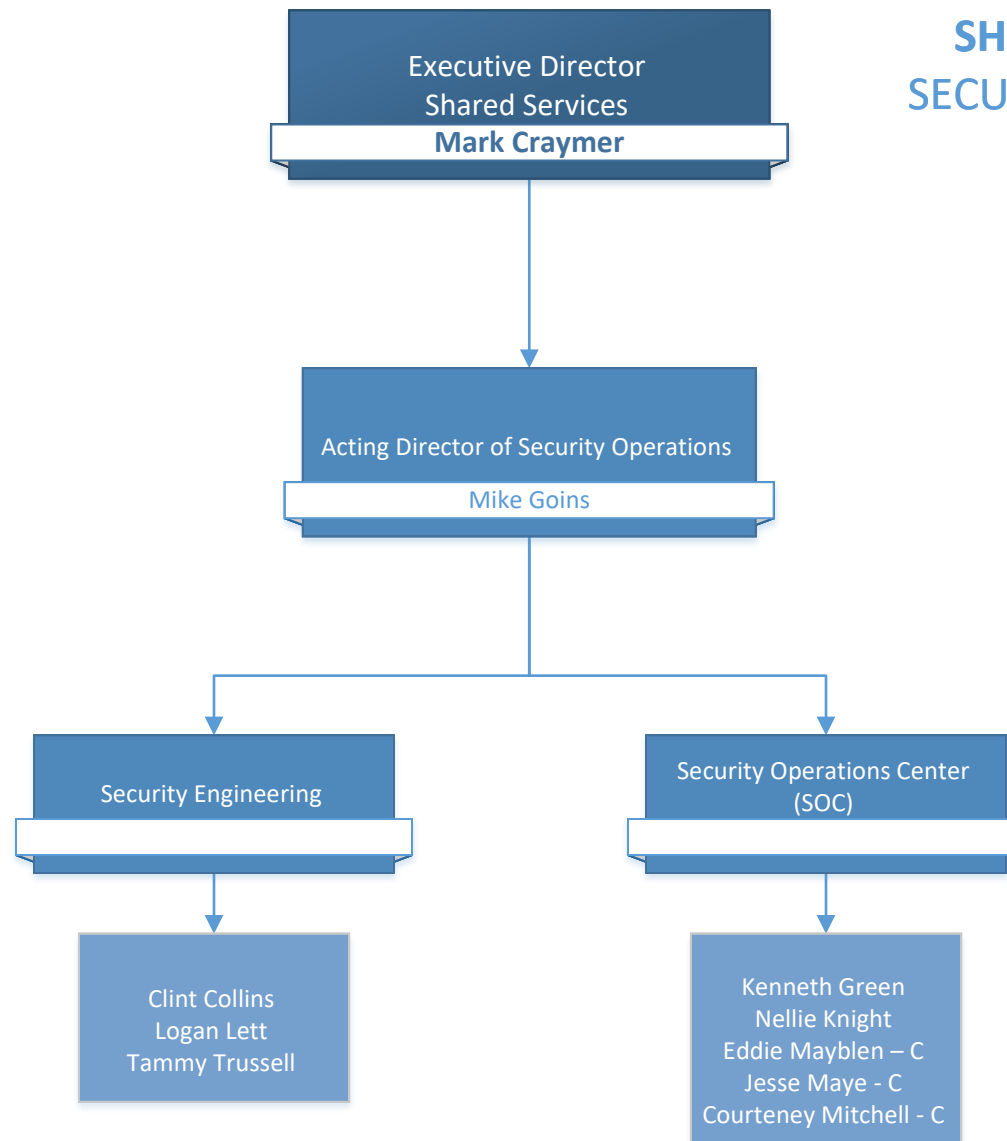 SH
SECU
Executive Director
Shared Services
Mark Craymer
Acting Director of Security Operations
Mike Goins
Security Engineering
Security Operations Center
(SOC)
Clint Collins
Logan Lett
Tammy Trussell
Kenneth Green
Nellie Knight
Eddie Mayblen – C
Jesse Maye - C
Courteney Mitchell - C